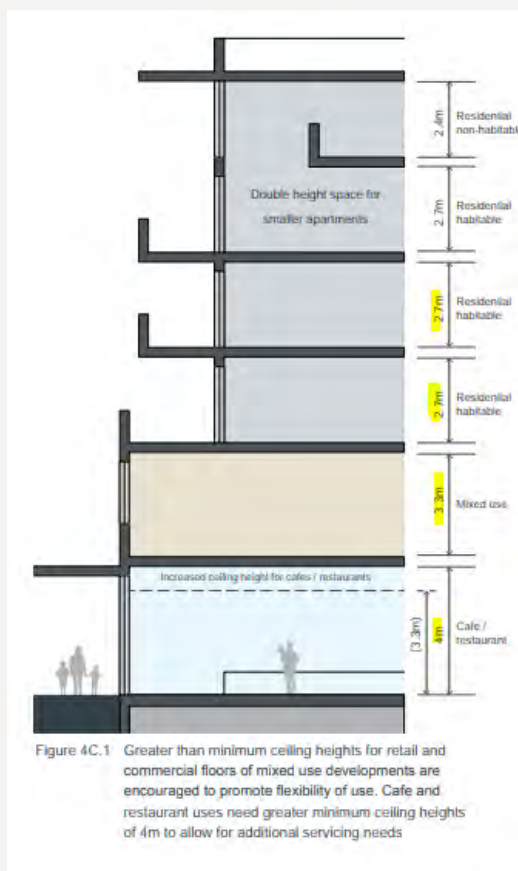 2.4m
Residential
non-habitable
Double height space for
smaller apartments
2.7m
Residential
habitable
2.7m
Residential
habitable
2.7m
Residential
habitable
3.3m
Mixed use
Increased ceiling height for cafes / restaurants
(3.3m)
4m
Cafe /
restaurant
Figure 4C.1 Greater than minimum ceiling heights for retail and
commercial floors of mixed use developments are
encouraged to promote flexibility of use. Cafe and
restaurant uses need greater minimum ceiling heights
of 4m to allow for additional servicing needs